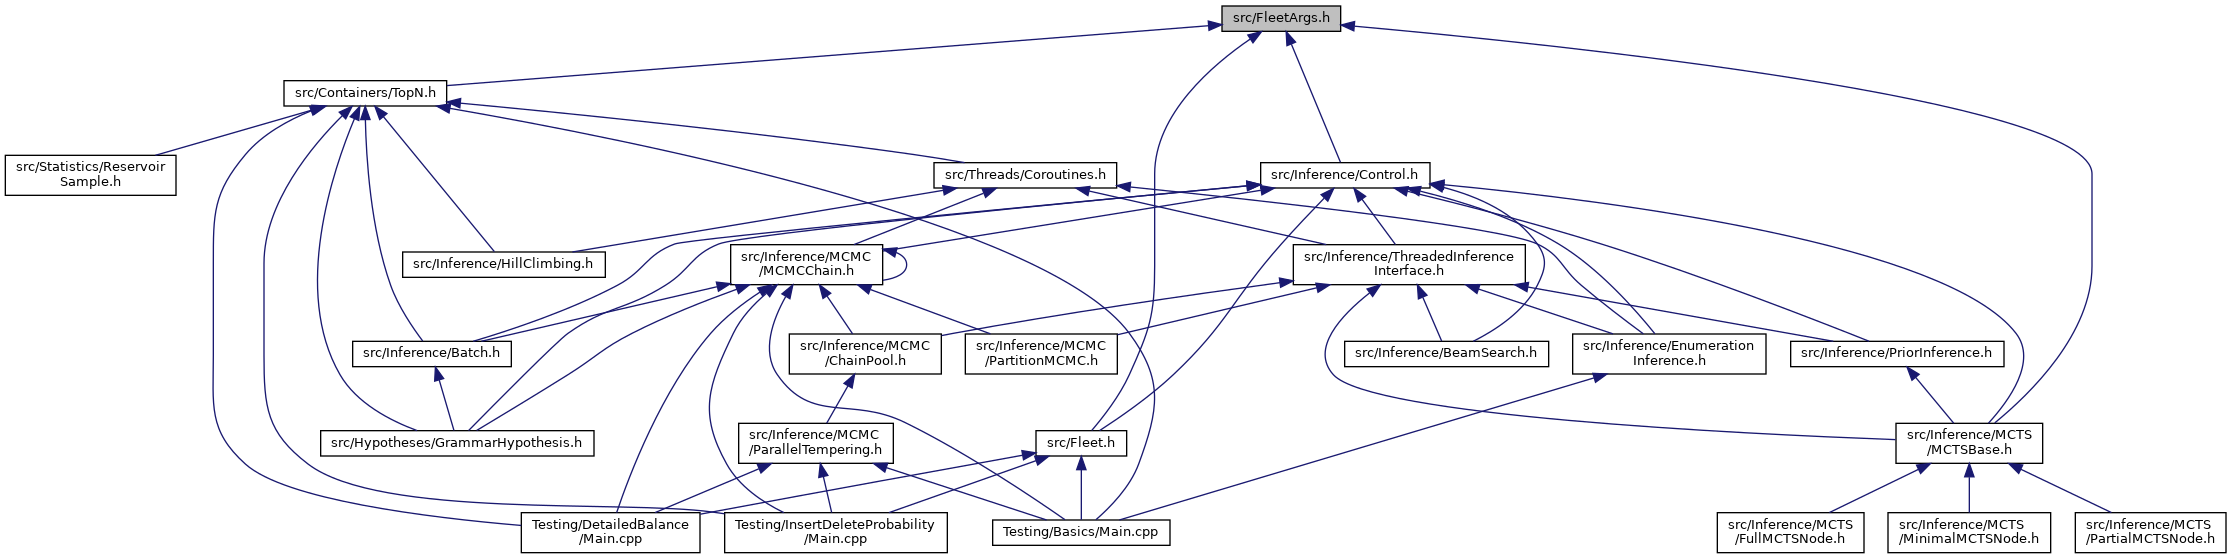 src/FleetArgs.h
src/Containers/TopN.h
src/Statistics/Reservoir
Sample.h
src/Threads/Coroutines.h
src/Inference/Control.h
src/Inference/HillClimbing.h
src/Inference/MCMC
/MCMCChain.h
src/Inference/ThreadedInference
Interface.h
src/Inference/Batch.h
src/Inference/MCMC
/ChainPool.h
src/Inference/MCMC
/PartitionMCMC.h
src/Inference/BeamSearch.h
src/Inference/Enumeration
Inference.h
src/Inference/PriorInference.h
src/Hypotheses/GrammarHypothesis.h
src/Inference/MCMC
/ParallelTempering.h
src/Fleet.h
src/Inference/MCTS
/MCTSBase.h
Testing/DetailedBalance
/Main.cpp
Testing/InsertDeleteProbability
/Main.cpp
Testing/Basics/Main.cpp
src/Inference/MCTS
/FullMCTSNode.h
src/Inference/MCTS
/MinimalMCTSNode.h
src/Inference/MCTS
/PartialMCTSNode.h